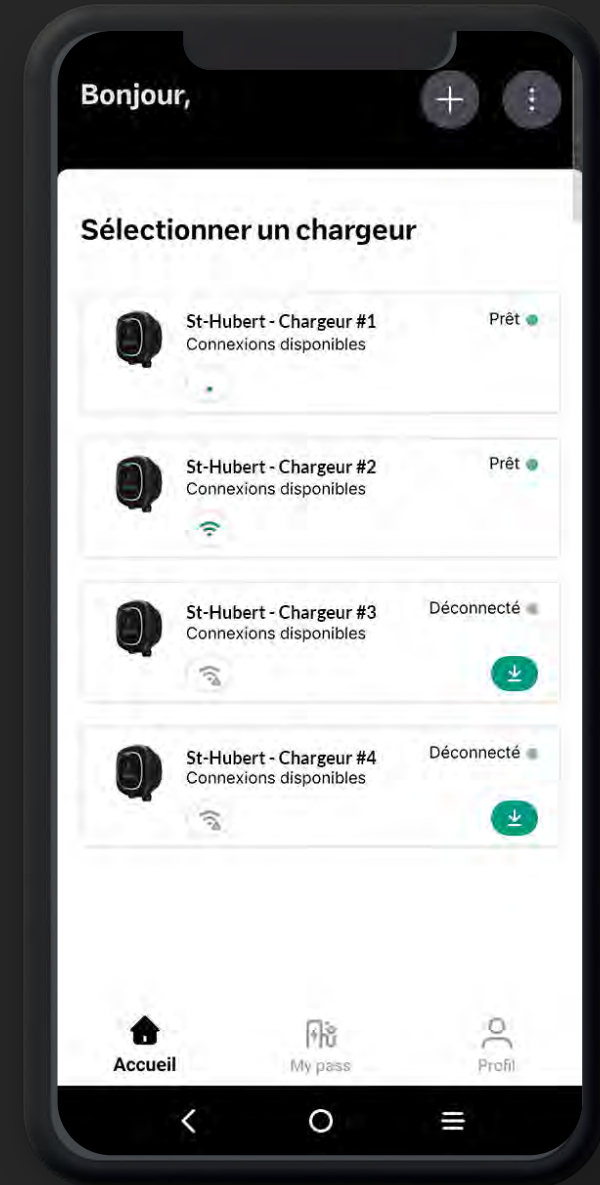 Bonjour,
Sélectionner un chargeur
St-Hubert - Chargeur #1
Prêt
Connexions disponibles
St-Hubert - Chargeur #2
Prêt
Connexions disponibles
St-Hubert - Chargeur #3
Déconnecté
Connexions disponibles
St-Hubert - Chargeur #4
Déconnecté
Connexions disponibles
Accueil
My pass
Profil